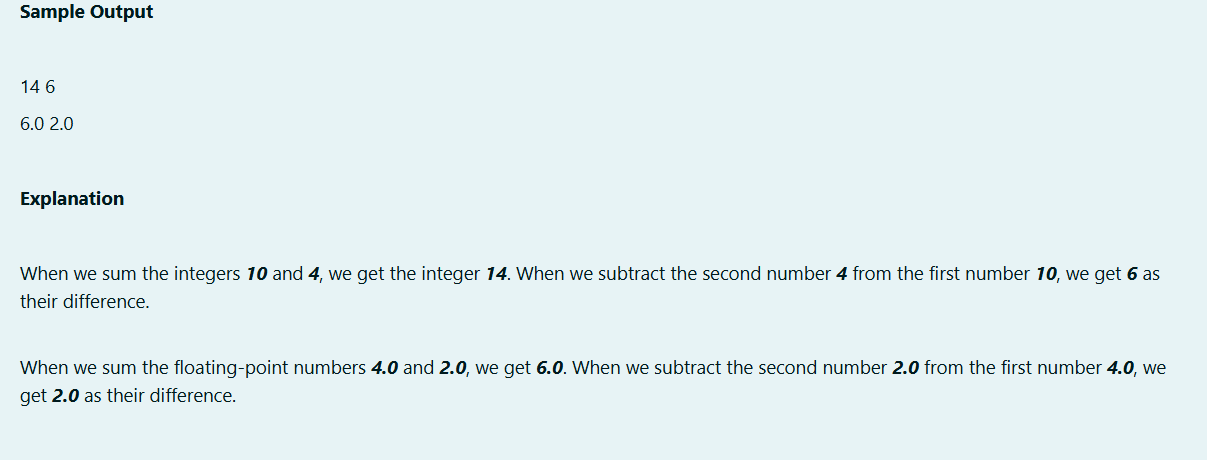 Sample Output
14 6
6.0 2.0
Explanation
When we sum the integers 10 and 4, we get the integer 14. When we subtract the second number 4 from the first number 10, we get 6 as
their difference.
When we sum the floating-point numbers 4.0 and 2.0, we get 6.0. When we subtract the second number 2.0 from the first number 4.0, we
get 2.0 as their difference.